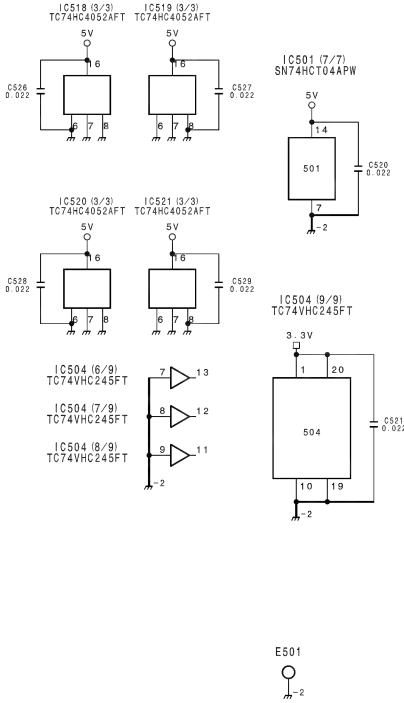 IC518 (3/3) IC519 (3/3)
TC74HC4052AFT TC74HC4052AFT
5V 5V
16 16
C526
0.022
C527
0.022
6 7 8 6 7 8
IC501 (7/7)
SN74HCT04APW
5V
14
501
C520
0.022
7
-2
IC520 (3/3) IC521 (3/3)
TC74HC4052AFT TC74HC4052AFT
5V 5V
16 16
C528
0.022
C529
0.022
6 7 8 6 7 8
IC504 (9/9)
TC74VHC245FT
3.3V
1 20
504
C521
0.022
10 19
-2
IC504 (6/9)
TC74VHC245FT
7 13
IC504 (7/9)
TC74VHC245FT
8 12
IC504 (8/9)
TC74VHC245FT
9 11
-2
E501
-2